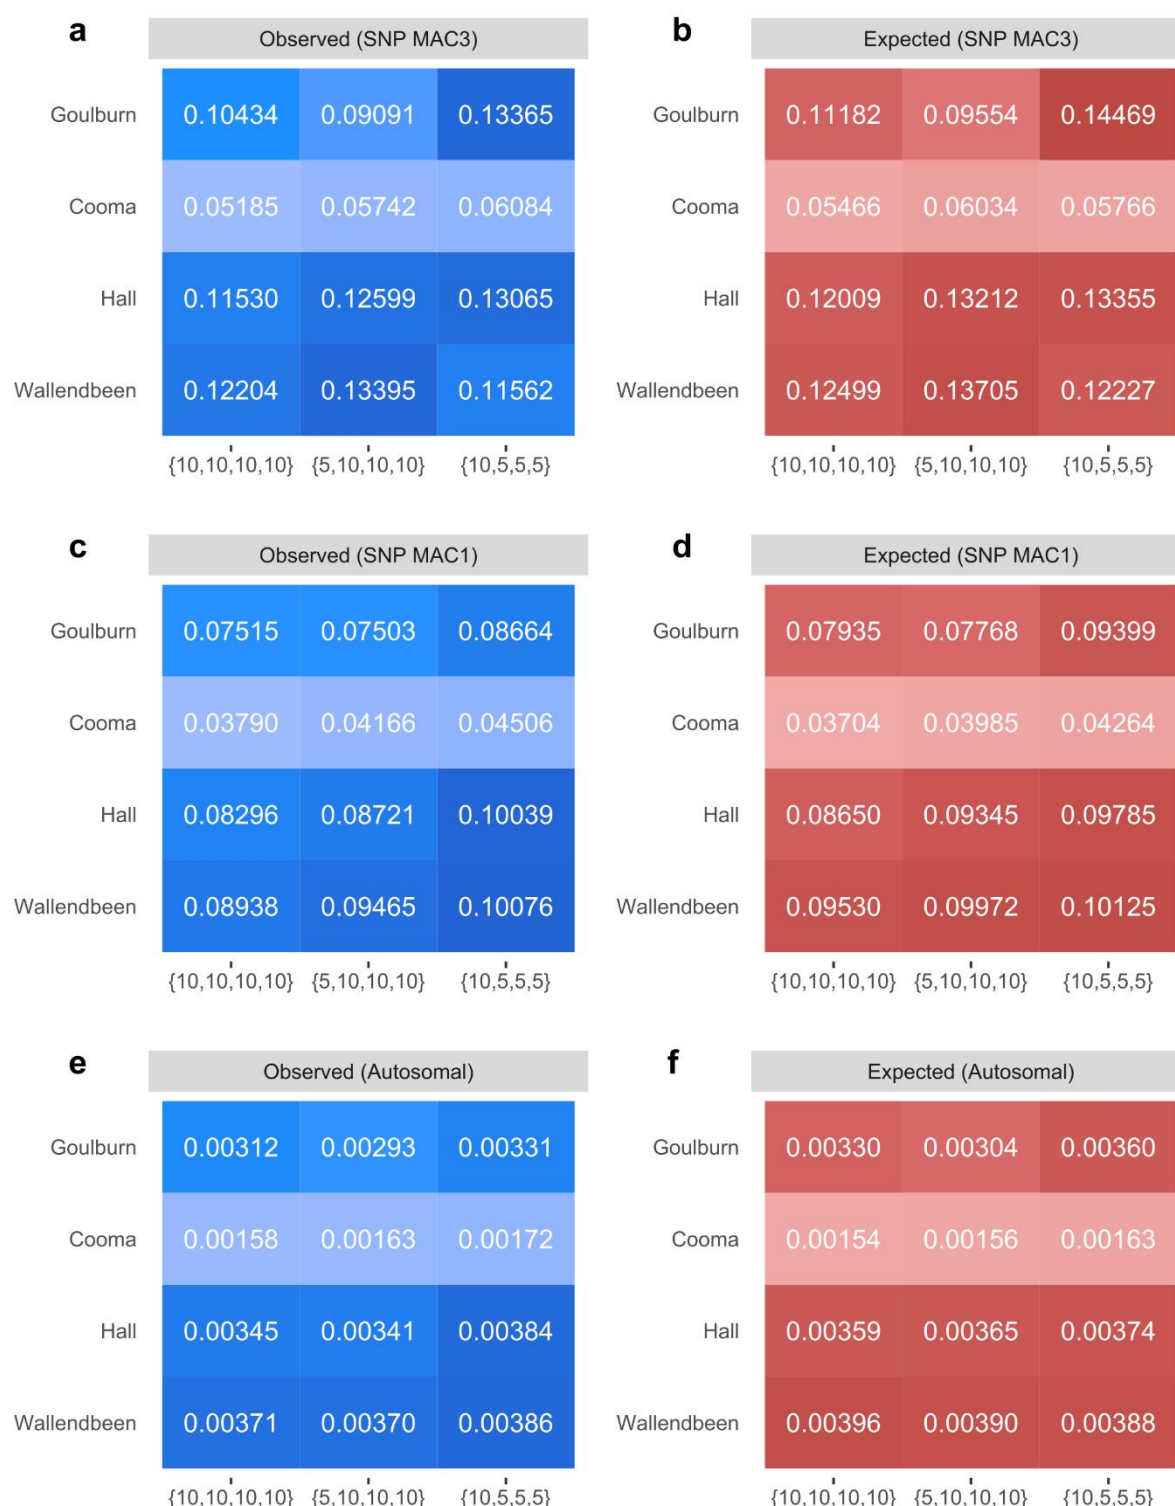 a
Observed (SNP MAC3)
Goulburn 0.10434 0.09091 0.13365
Cooma 0.05185 0.05742 0.06084
Hall 0.11530 0.12599 0.13065
Wallendbeen 0.12204 0.13395 0.11562
{10,10,10,10} {5,10,10,10} {10,5,5,5}
b
Expected (SNP MAC3)
Goulburn 0.11182 0.09554 0.14469
Cooma 0.05466 0.06034 0.05766
Hall 0.12009 0.13212 0.13355
Wallendbeen 0.12499 0.13705 0.12227
{10,10,10,10} {5,10,10,10} {10,5,5,5}
c
Observed (SNP MAC1)
Goulburn 0.07515 0.07503 0.08664
Cooma 0.03790 0.04166 0.04506
Hall 0.08296 0.08721 0.10039
Wallendbeen 0.08938 0.09465 0.10076
{10,10,10,10} {5,10,10,10} {10,5,5,5}
d
Expected (SNP MAC1)
Goulburn 0.07935 0.07768 0.09399
Cooma 0.03704 0.03985 0.04264
Hall 0.08650 0.09345 0.09785
Wallendbeen 0.09530 0.09972 0.10125
{10,10,10,10} {5,10,10,10} {10,5,5,5}
e
Observed (Autosomal)
Goulburn 0.00312 0.00293 0.00331
Cooma 0.00158 0.00163 0.00172
Hall 0.00345 0.00341 0.00384
Wallendbeen 0.00371 0.00370 0.00386
{10,10,10,10} {5,10,10,10} {10,5,5,5}
f
Expected (Autosomal)
Goulburn 0.00330 0.00304 0.00360
Cooma 0.00154 0.00156 0.00163
Hall 0.00359 0.00365 0.00374
Wallendbeen 0.00396 0.00390 0.00388
{10,10,10,10} {5,10,10,10} {10,5,5,5}